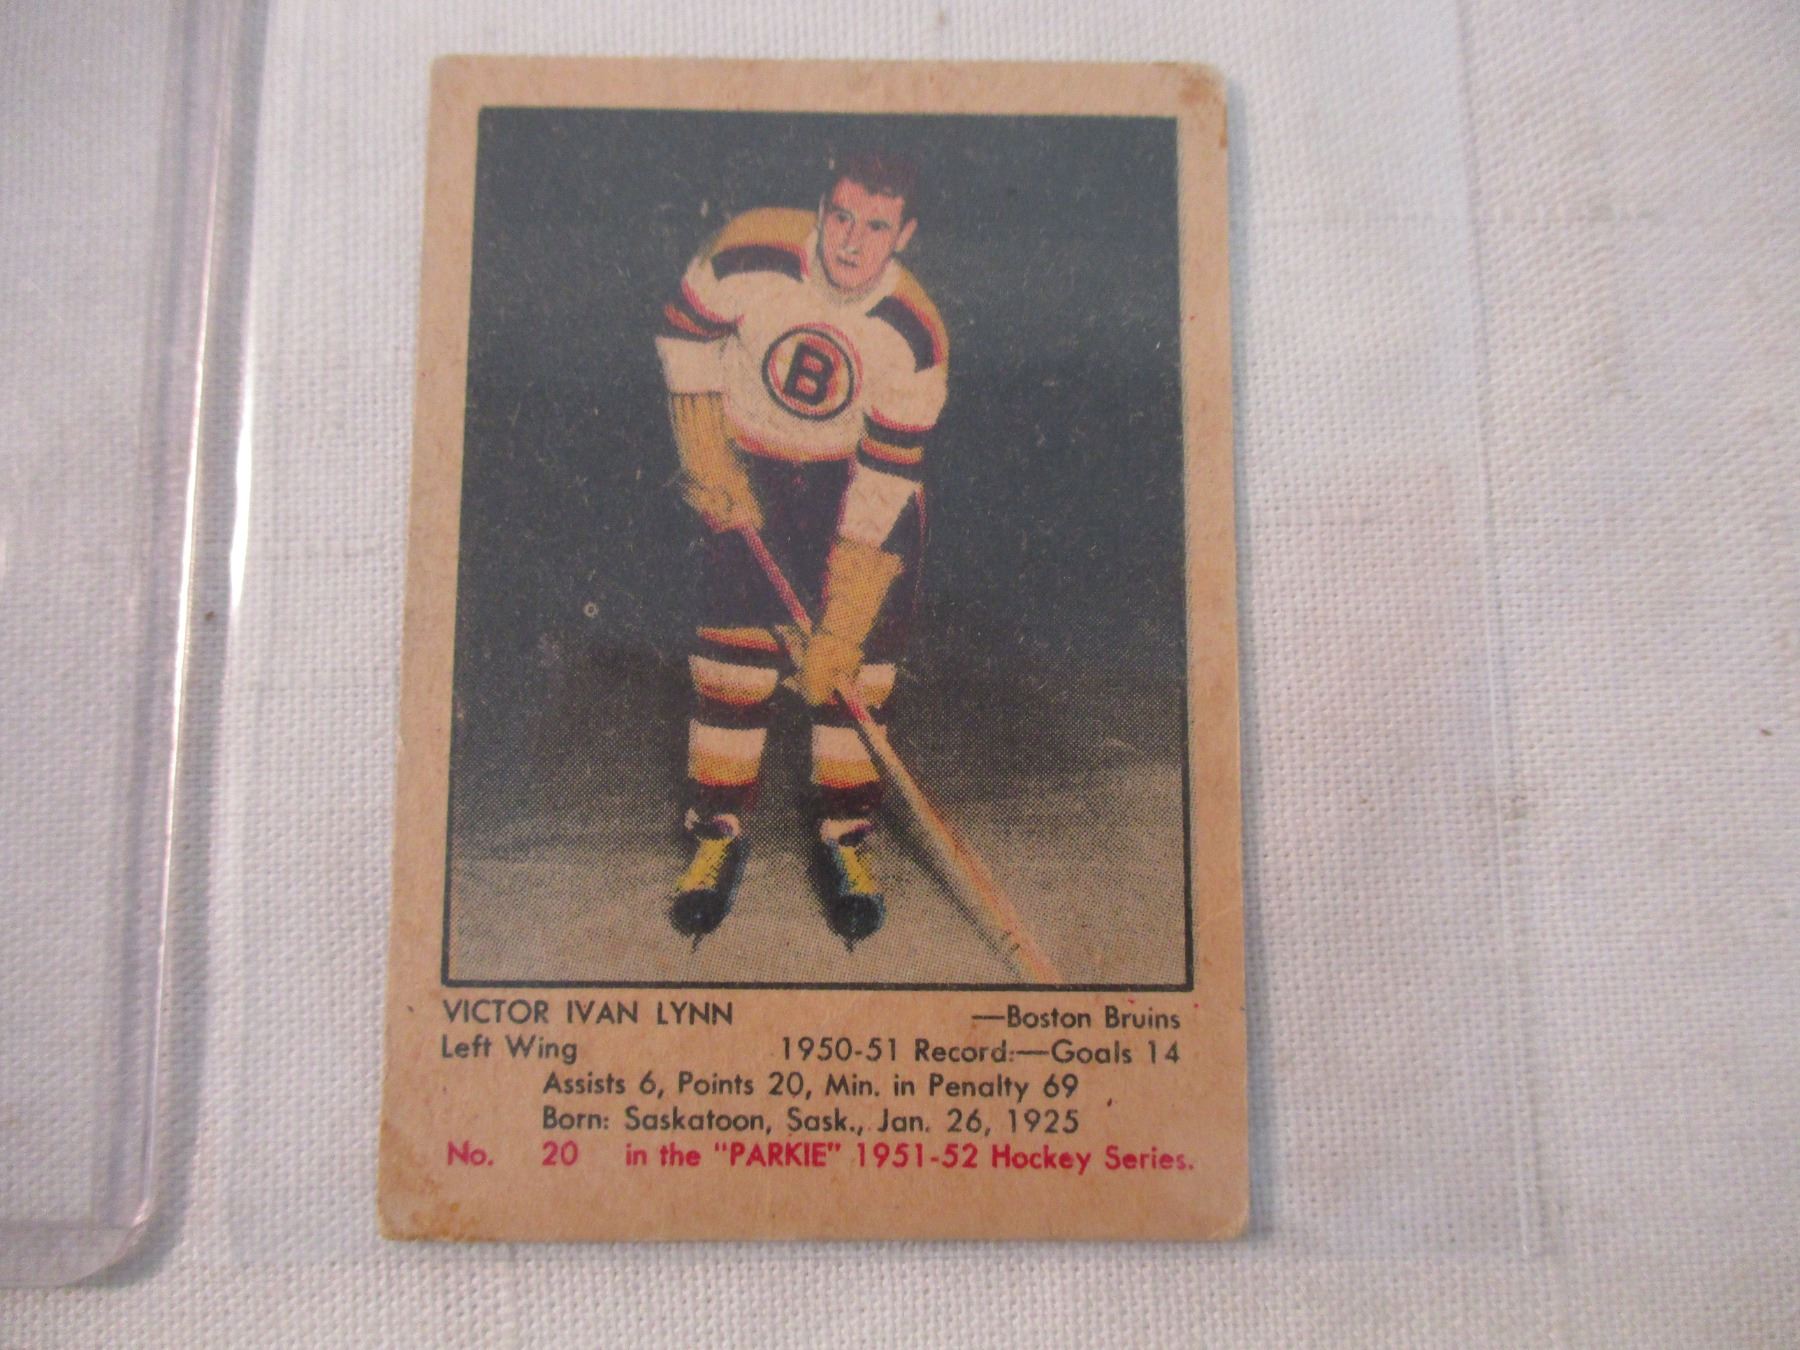 B
VICTOR IVAN LYNN —Boston Bruins
Left Wing 1950-51 Record:—Goals 14
Assists 6, Points 20, Min. in Penalty 69
Born: Saskatoon, Sask., Jan. 26, 1925
No. 20 in the "PARKIE" 1951-52 Hockey Series.